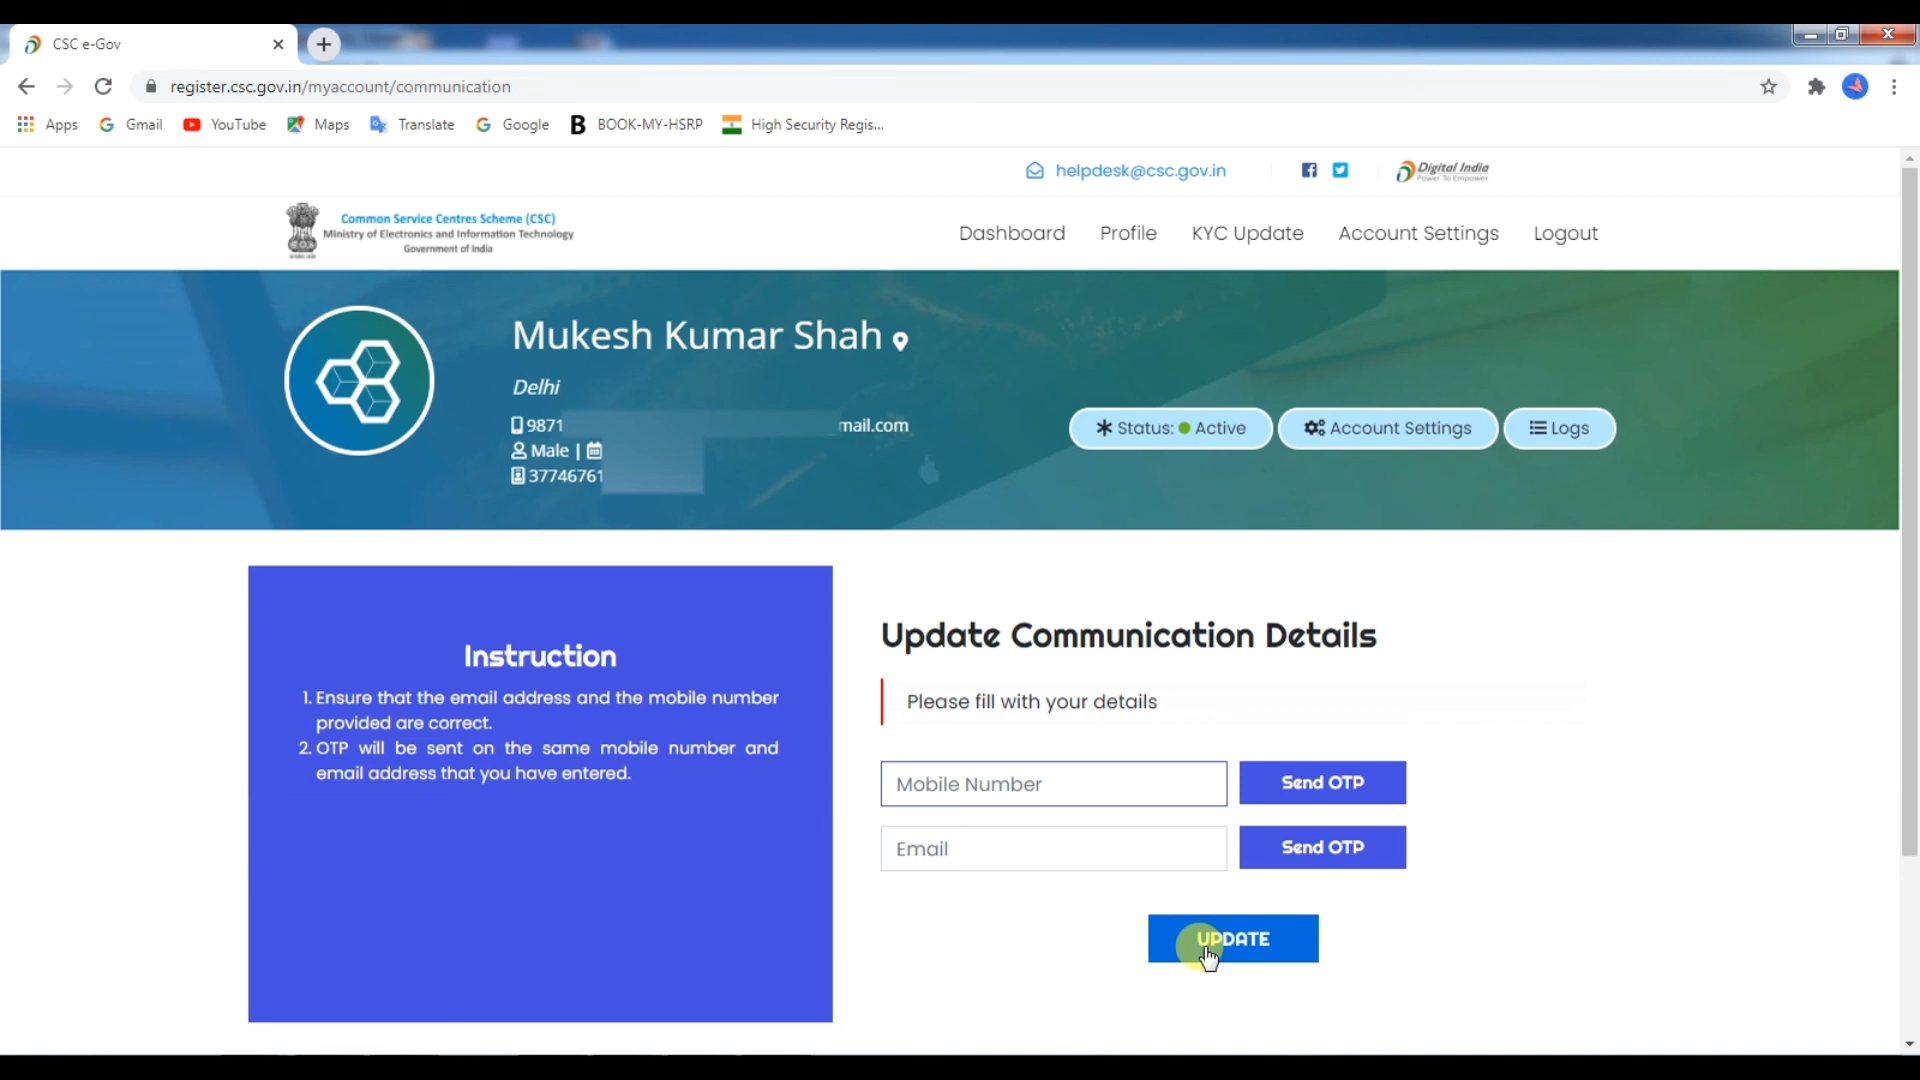 CSC e-Gov
register.csc.gov.in/myaccount/communication
Apps Gmail YouTube Maps Translate Google BOOK-MY-HSRP High Security Regis...
helpdesk@csc.gov.in Digital India
Power To Empower
Common Service Centres Scheme (CSC)
Ministry of Electronics and Information Technology
Government of India
Dashboard Profile KYC Update Account Settings Logout
Mukesh Kumar Shah
Delhi
9871 mail.com
Male |
37746761
Status: Active Account Settings Logs
Instruction
1. Ensure that the email address and the mobile number
provided are correct.
2. OTP will be sent on the same mobile number and
email address that you have entered.
Update Communication Details
Please fill with your details
Mobile Number Send OTP
Email Send OTP
UPDATE